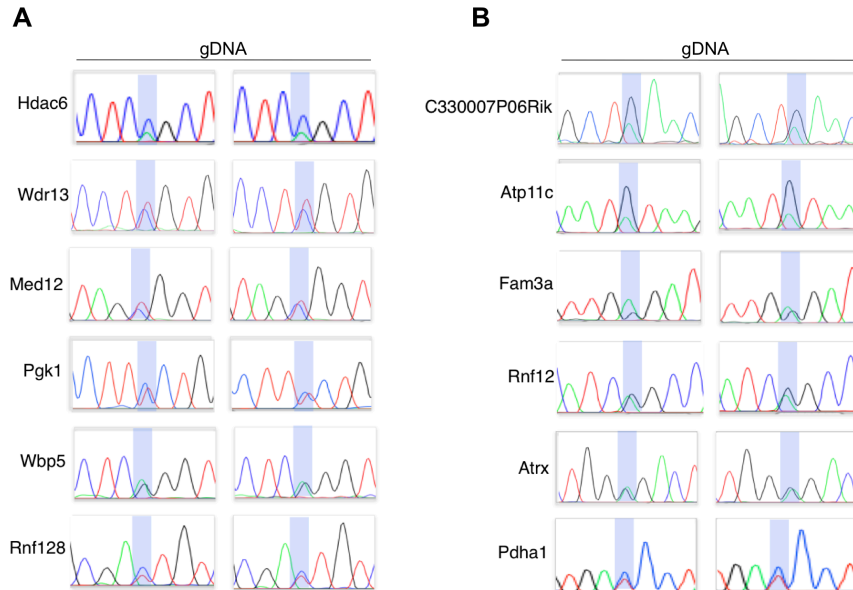 A
gDNA
Hdac6
Wdr13
Med12
Pgk1
Wbp5
Rnf128
B
gDNA
C330007P06Rik
Atp11c
Fam3a
Rnf12
Atrx
Pdha1